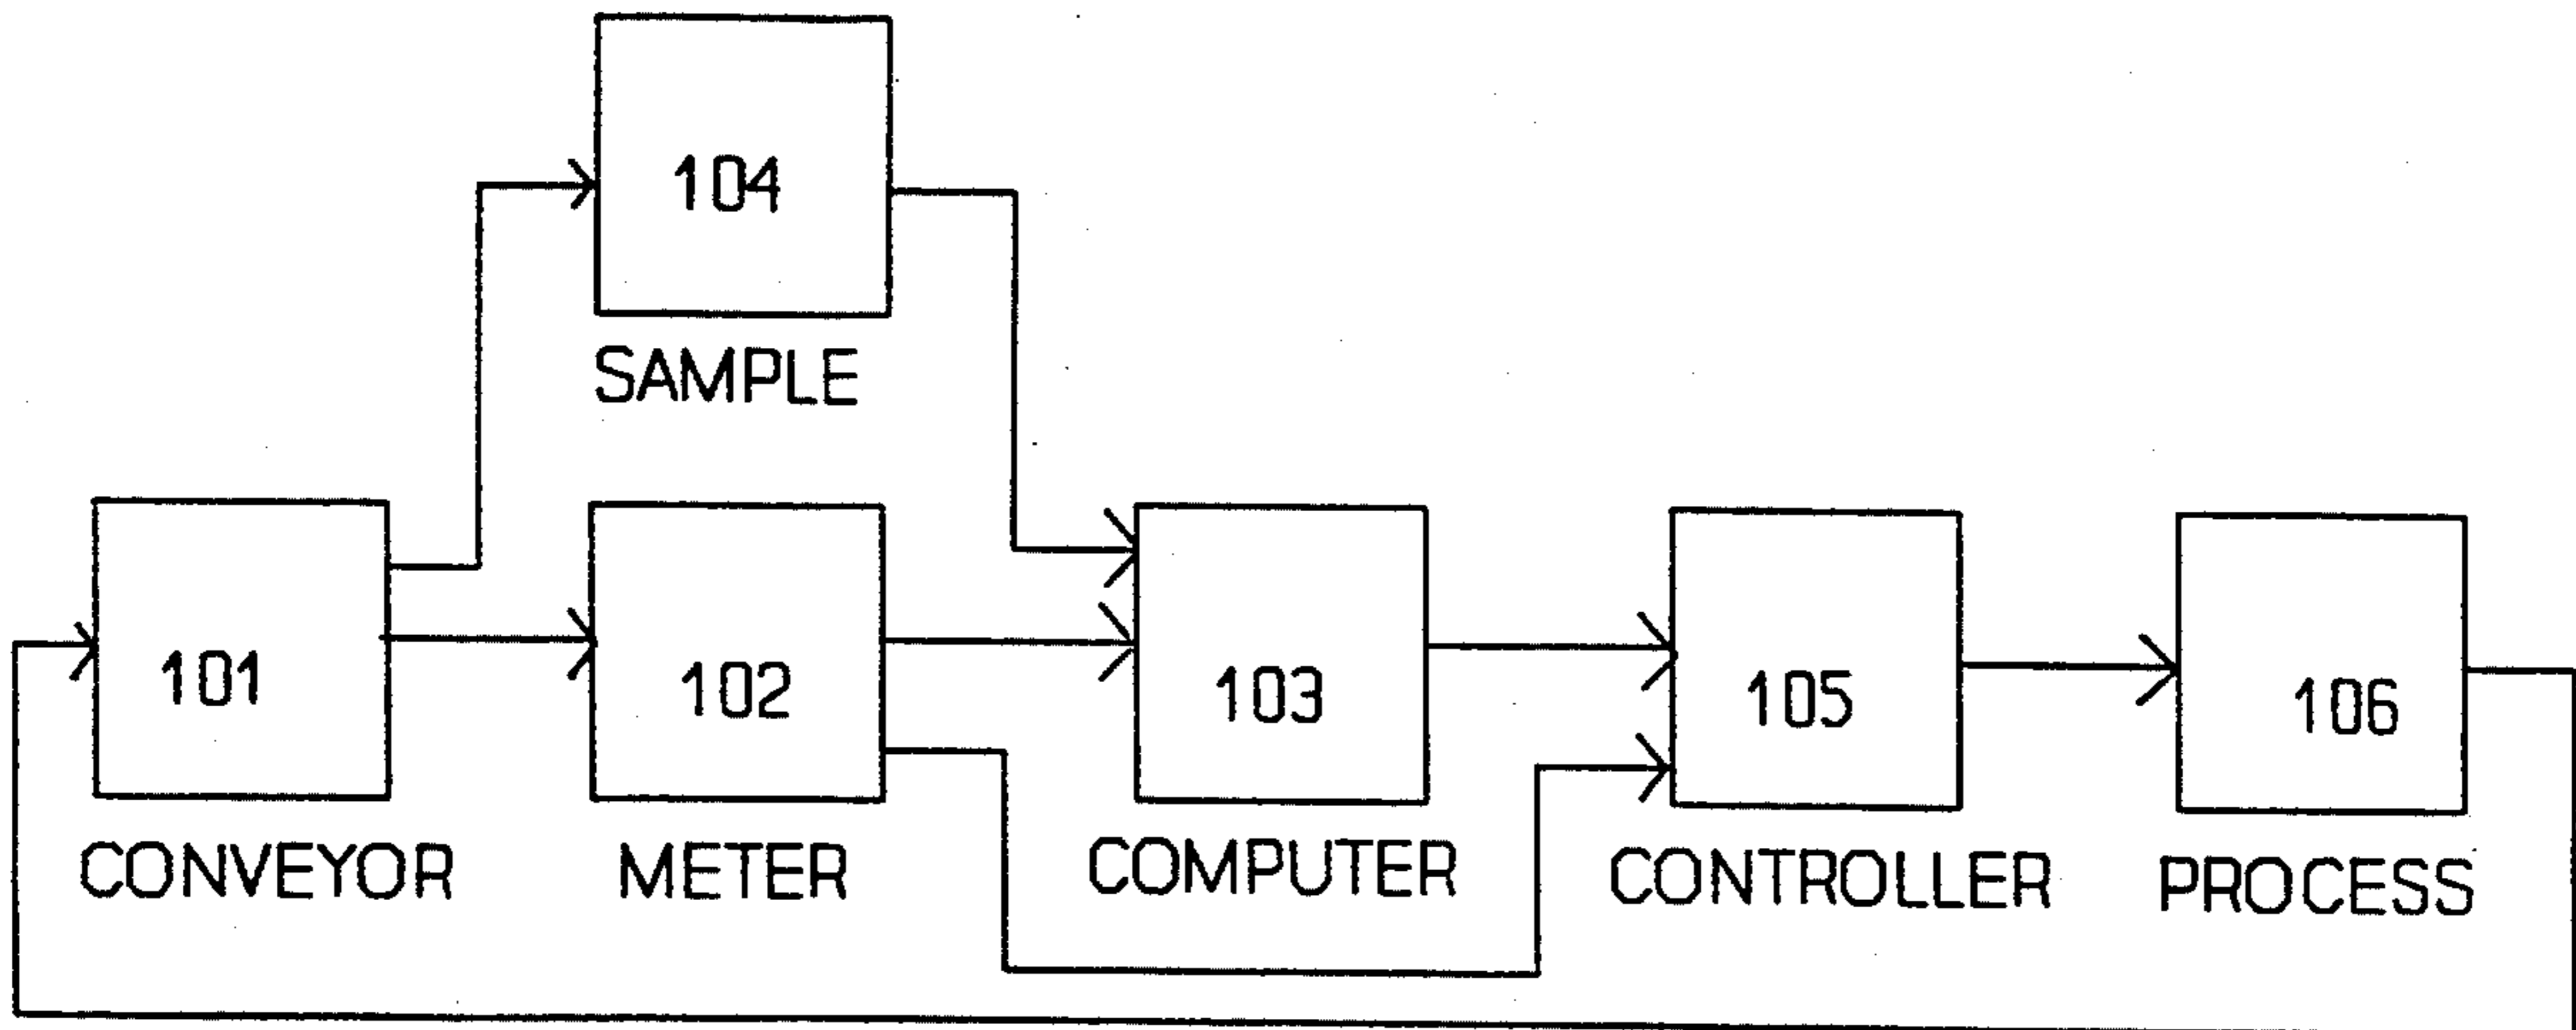 104
SAMPLE
101
102
103
105
106
CONVEYOR
METER
COMPUTER
CONTROLLER
PROCESS